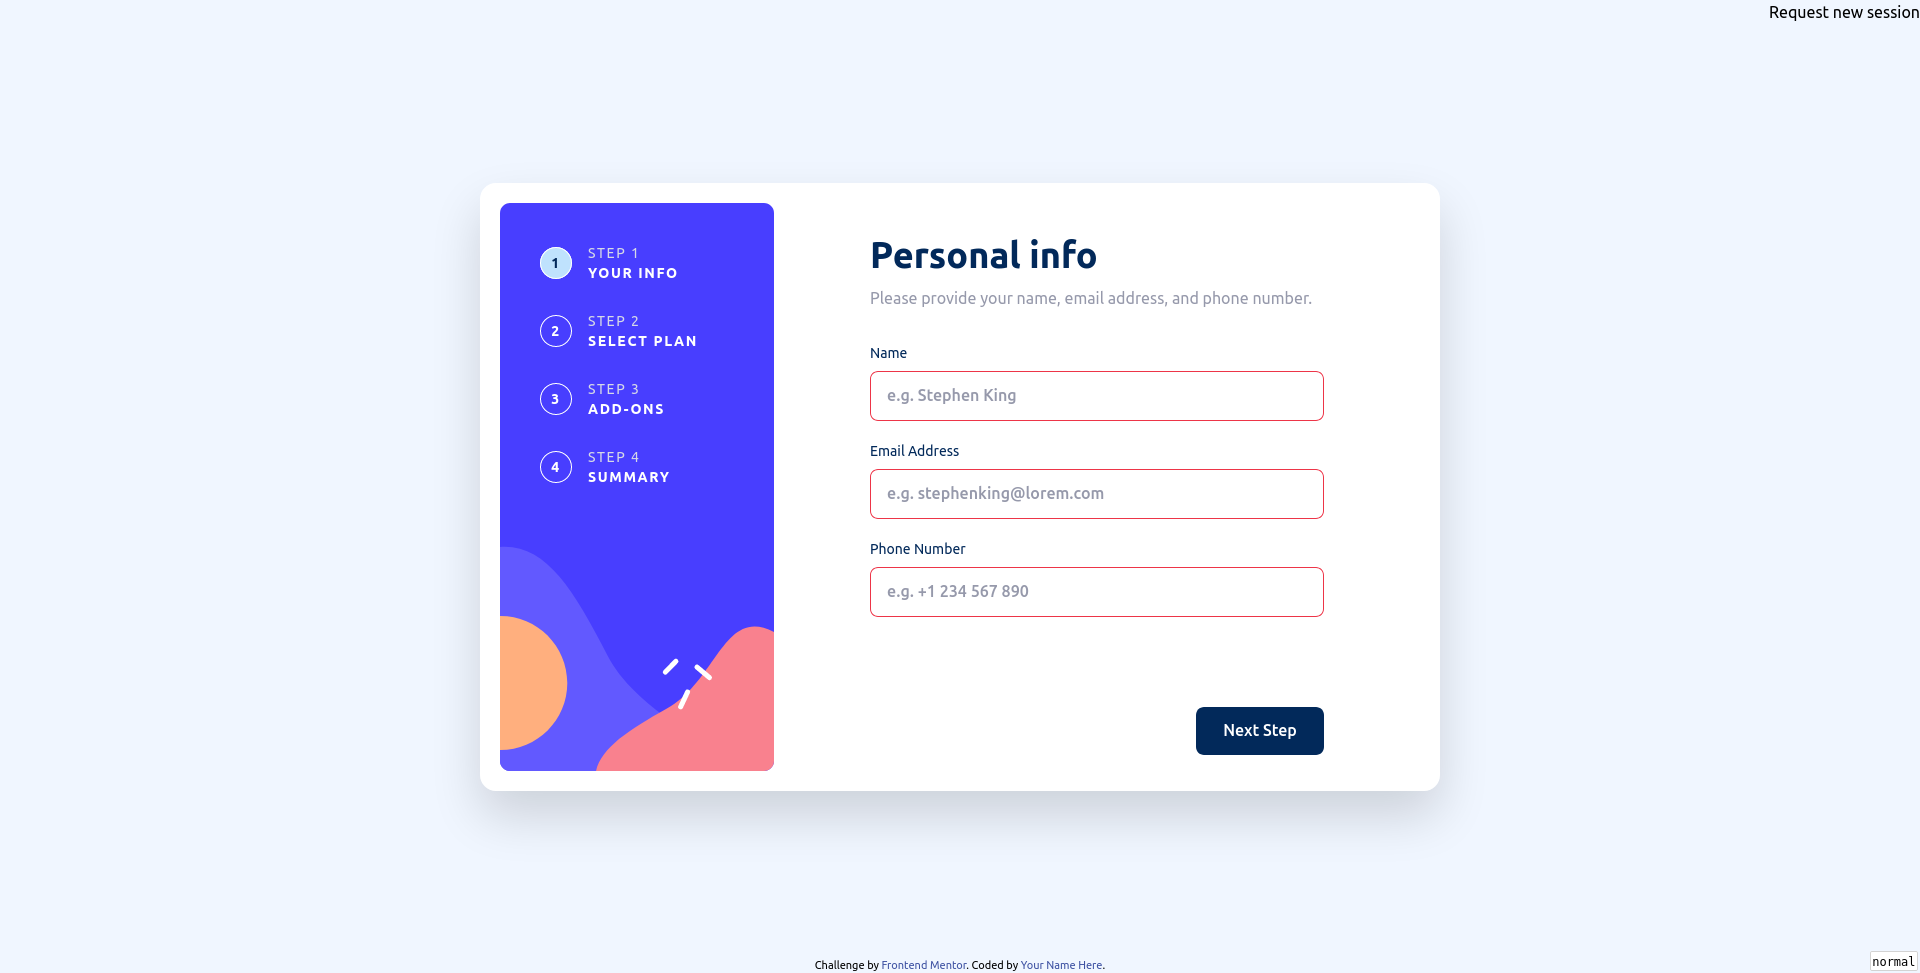 Request new session
1
STEP 1
YOUR INFO
2
STEP 2
SELECT PLAN
3
STEP 3
ADD-ONS
4
STEP 4
SUMMARY
Personal info
Please provide your name, email address, and phone number.
Name
e.g. Stephen King
Email Address
e.g. stephenking@lorem.com
Phone Number
e.g. +1 234 567 890
Next Step
Challenge by Frontend Mentor. Coded by Your Name Here.
normal